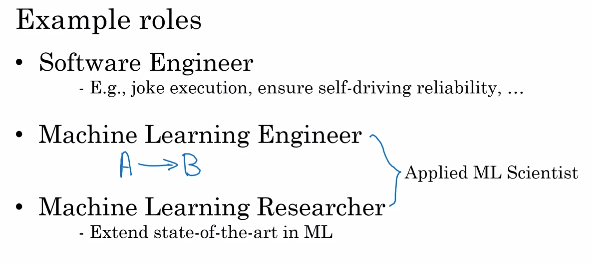 Example roles
• Software Engineer
- E.g., joke execution, ensure self-driving reliability, …
• Machine Learning Engineer
A → B
Applied ML Scientist
• Machine Learning Researcher
- Extend state-of-the-art in ML